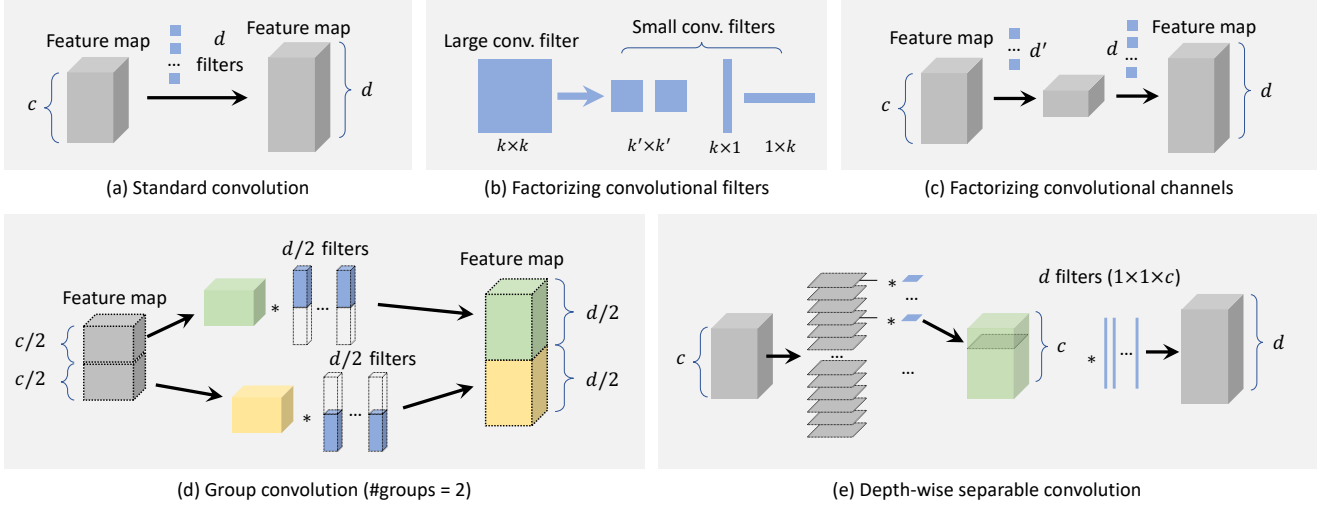 Feature map
d
filters
...
Feature map
c
d
(a) Standard convolution
Large conv. filter
Small conv. filters
k×k
k′×k′
k×1
1×k
(b) Factorizing convolutional filters
Feature map
...
d′
d
...
Feature map
c
d
(c) Factorizing convolutional channels
Feature map
c/2
c/2
d/2 filters
*
...
d/2 filters
*
...
Feature map
d/2
d/2
(d) Group convolution (#groups = 2)
c
...
*
...
*
...
c
d filters (1×1×c)
*
...
d
(e) Depth-wise separable convolution